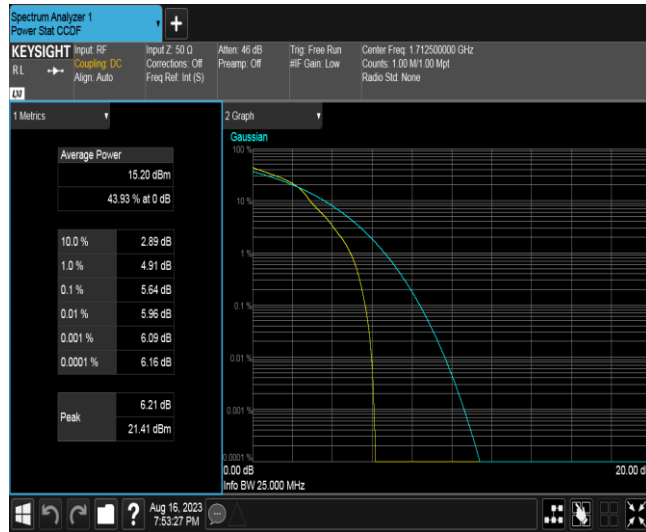 Spectrum Analyzer 1
Power Stat CCDF
KEYSIGHT
RL
LXI
Input: RF
Coupling: DC
Align: Auto
Input Z: 50 Ω
Corrections: Off
Freq Ref: Int (S)
Atten: 46 dB
Preamp: Off
Trig: Free Run
#IF Gain: Low
Center Freq: 1.712500000 GHz
Counts: 1.00 M/1.00 Mpt
Radio Std: None
1 Metrics
Average Power
15.20 dBm
43.93 % at 0 dB
10.0 % 2.89 dB
1.0 % 4.91 dB
0.1 % 5.64 dB
0.01 % 5.96 dB
0.001 % 6.09 dB
0.0001 % 6.16 dB
Peak
6.21 dB
21.41 dBm
2 Graph
Gaussian
100 %
10 %
1 %
0.1 %
0.01 %
0.001 %
0.0001 %
0.00 dB
20.00 d
Info BW 25.000 MHz
?
Aug 16, 2023
7:53:27 PM